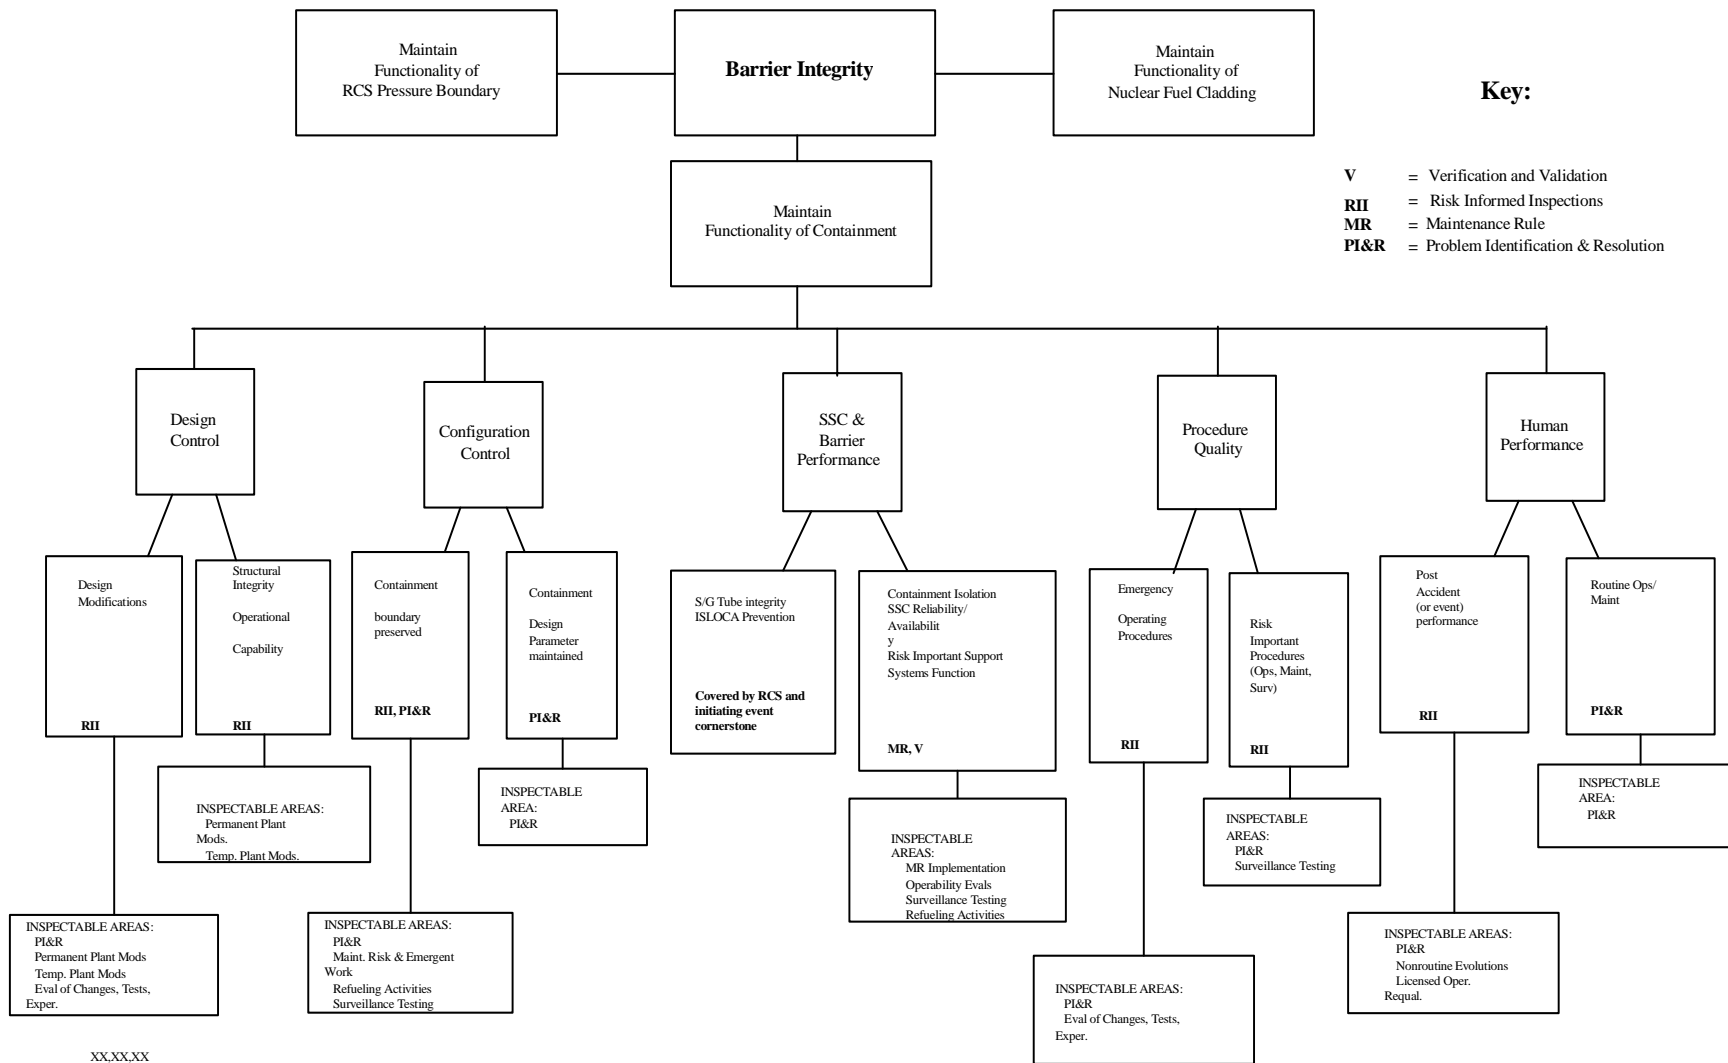 Maintain
Functionality of
RCS Pressure Boundary
Barrier Integrity
Maintain
Functionality of
Nuclear Fuel Cladding
Key:
V = Verification and Validation
RII = Risk Informed Inspections
MR = Maintenance Rule
PI&R = Problem Identification & Resolution
Maintain
Functionality of Containment
Design
Control
Configuration
Control
SSC &
Barrier
Performance
Procedure
Quality
Human
Performance
Design
Modifications
RII
Structural
Integrity
Operational
Capability
RII
Containment
boundary
preserved
RII, PI&R
Containment
Design
Parameter
maintained
PI&R
S/G Tube integrity
ISLOCA Prevention
Covered by RCS and
initiating event
cornerstone
Containment Isolation
SSC Reliability/
Availabilit
y
Risk Important Support
Systems Function
MR, V
Emergency
Operating
Procedures
RII
Risk
Important
Procedures
(Ops, Maint,
Surv)
RII
Post
Accident
(or event)
performance
RII
Routine Ops/
Maint
PI&R
INSPECTABLE AREAS:
Permanent Plant
Mods.
Temp. Plant Mods.
INSPECTABLE
AREA:
PI&R
INSPECTABLE
AREAS:
MR Implementation
Operability Evals
Surveillance Testing
Refueling Activities
INSPECTABLE
AREAS:
PI&R
Surveillance Testing
INSPECTABLE
AREA:
PI&R
INSPECTABLE AREAS:
PI&R
Permanent Plant Mods
Temp. Plant Mods
Eval of Changes, Tests,
Exper.
INSPECTABLE AREAS:
PI&R
Maint. Risk & Emergent
Work
Refueling Activities
Surveillance Testing
INSPECTABLE AREAS:
PI&R
Eval of Changes, Tests,
Exper.
INSPECTABLE AREAS:
PI&R
Nonroutine Evolutions
Licensed Oper.
Requal.
XX,XX,XX